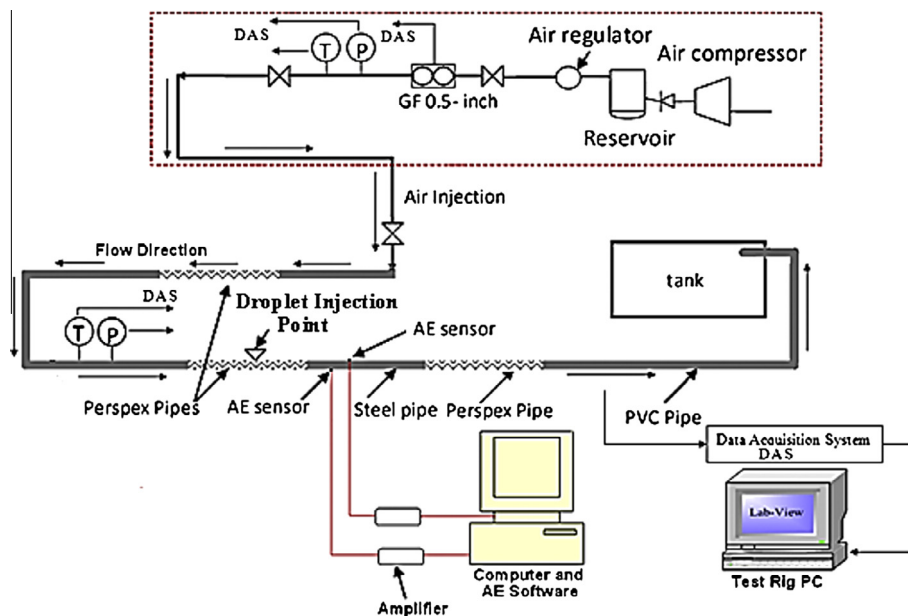 DAS
DAS
T
P
GF 0.5- inch
Air regulator
Air compressor
Reservoir
Air Injection
Flow Direction
DAS
T
P
Droplet Injection
Point
AE sensor
tank
Perspex Pipes
AE sensor
Steel pipe
Perspex Pipe
PVC Pipe
Data Acquisition System
DAS
Lab-View
Test Rig PC
Computer and
AE Software
Amplifier